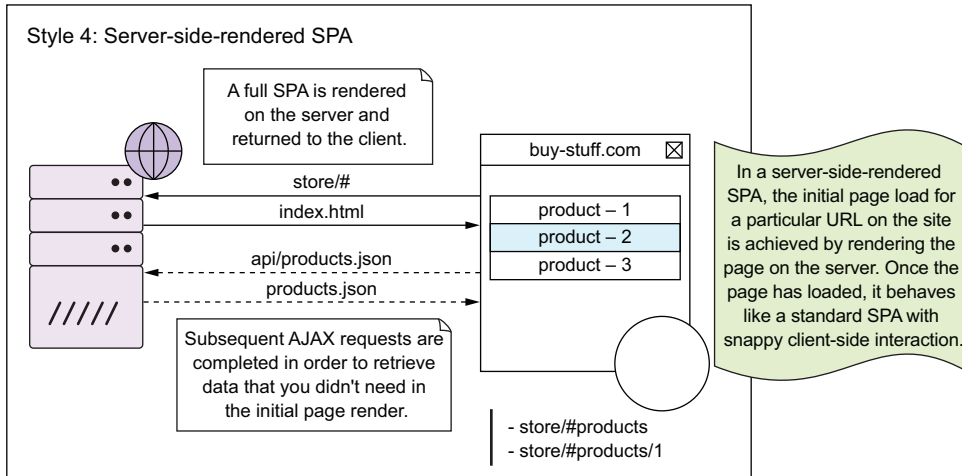 Style 4: Server-side-rendered SPA
A full SPA is rendered
on the server and
returned to the client.
buy-stuff.com
store/#
index.html
product – 1
product – 2
product – 3
api/products.json
products.json
Subsequent AJAX requests are
completed in order to retrieve
data that you didn't need in
the initial page render.
- store/#products
- store/#products/1
In a server-side-rendered
SPA, the initial page load for
a particular URL on the site
is achieved by rendering the
page on the server. Once the
page has loaded, it behaves
like a standard SPA with
snappy client-side interaction.